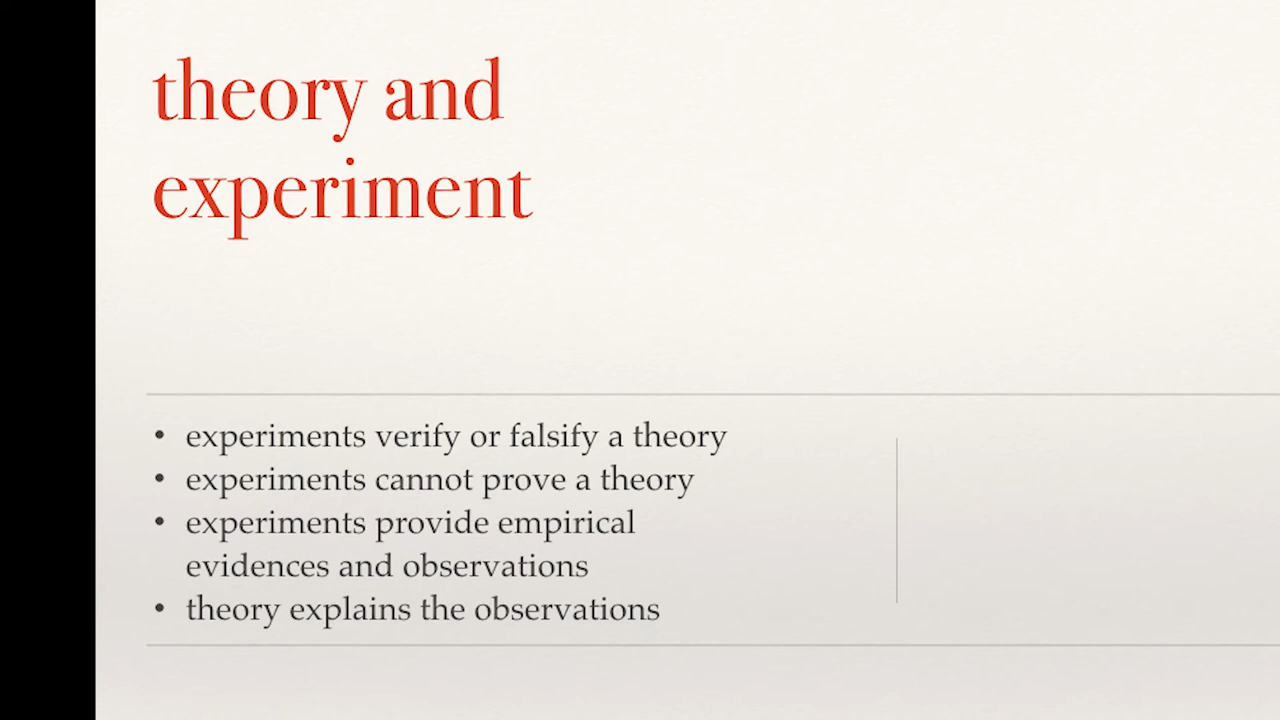 theory and
experiment
• experiments verify or falsify a theory
• experiments cannot prove a theory
• experiments provide empirical
evidences and observations
• theory explains the observations